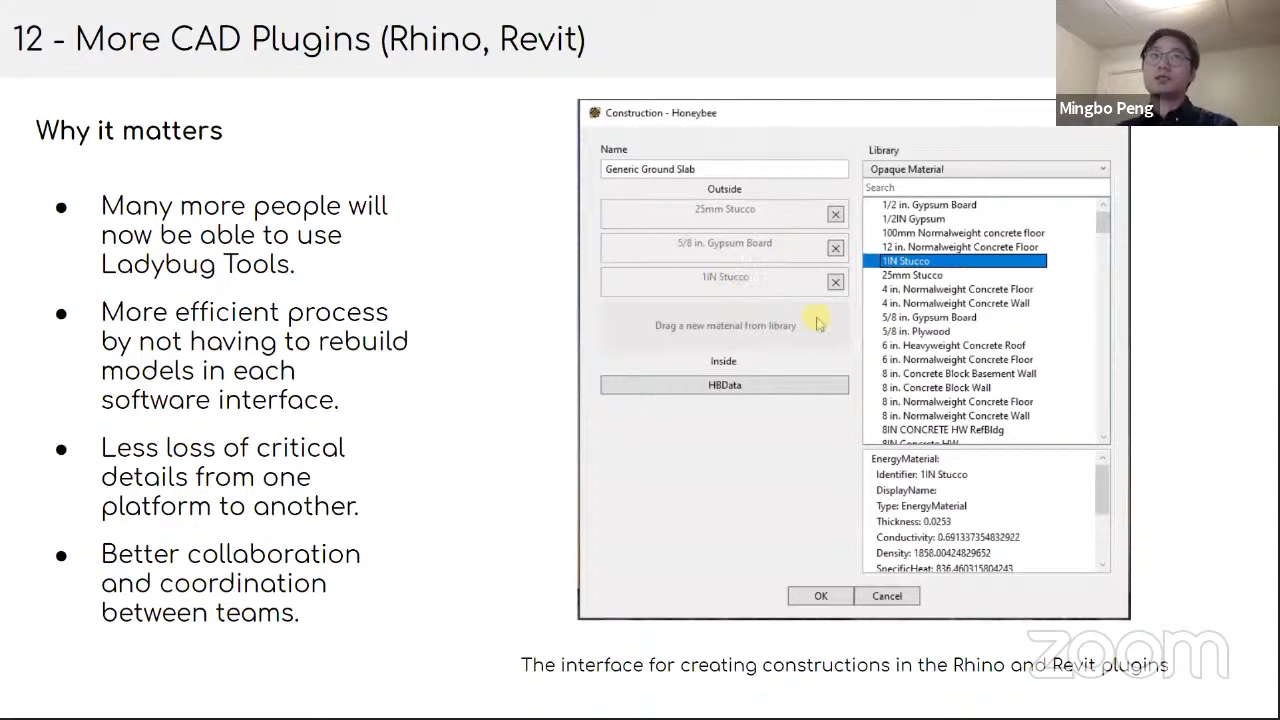 12 - More CAD Plugins (Rhino, Revit)
Mingbo Peng
Why it matters
● Many more people will
now be able to use
Ladybug Tools.
● More efficient process
by not having to rebuild
models in each
software interface.
● Less loss of critical
details from one
platform to another.
● Better collaboration
and coordination
between teams.
Construction - Honeybee
Name
Generic Ground Slab
Outside
25mm Stucco
5/8 in. Gypsum Board
1IN Stucco
Drag a new material from library
Inside
HBData
Library
Opaque Material
Search
1/2 in. Gypsum Board
1/2IN Gypsum
100mm Normalweight concrete floor
12 in. Normalweight Concrete Floor
1IN Stucco
25mm Stucco
4 in. Normalweight Concrete Floor
4 in. Normalweight Concrete Wall
5/8 in. Gypsum Board
5/8 in. Plywood
6 in. Heavyweight Concrete Roof
6 in. Normalweight Concrete Floor
8 in. Concrete Block Basement Wall
8 in. Concrete Block Wall
8 in. Normalweight Concrete Floor
8 in. Normalweight Concrete Wall
8IN CONCRETE HW RefBldg
8IN Concrete HW
EnergyMaterial:
Identifier: 1IN Stucco
DisplayName:
Type: EnergyMaterial
Thickness: 0.0253
Conductivity: 0.691337354832922
Density: 1858.00424829652
SpecificHeat: 836.460315804243
OK
Cancel
The interface for creating constructions in the Rhino and Revit plugins
zoom